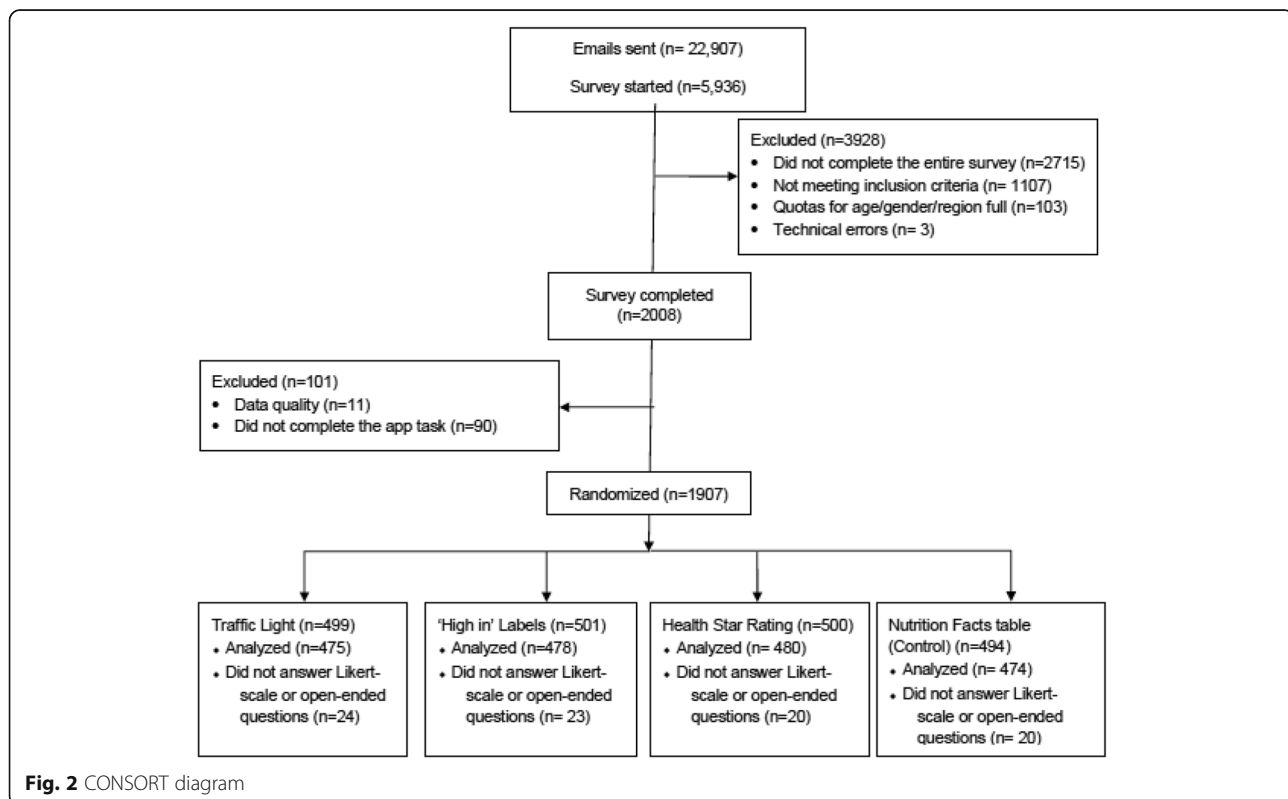 Emails sent (n= 22,907)
Survey started (n=5,936)
Excluded (n=3928)
• Did not complete the entire survey (n=2715)
• Not meeting inclusion criteria (n= 1107)
• Quotas for age/gender/region full (n=103)
• Technical errors (n= 3)
Survey completed
(n=2008)
Excluded (n=101)
• Data quality (n=11)
• Did not complete the app task (n=90)
Randomized (n=1907)
Traffic Light (n=499)
• Analyzed (n=475)
• Did not answer Likert-
scale or open-ended
questions (n=24)
'High in' Labels (n=501)
• Analyzed (n=478)
• Did not answer Likert-
scale or open-ended
questions (n= 23)
Health Star Rating (n=500)
• Analyzed (n= 480)
• Did not answer Likert-
scale or open-ended
questions (n=20)
Nutrition Facts table
(Control) (n=494)
• Analyzed (n= 474)
• Did not answer Likert-
scale or open-ended
questions (n= 20)
Fig. 2 CONSORT diagram